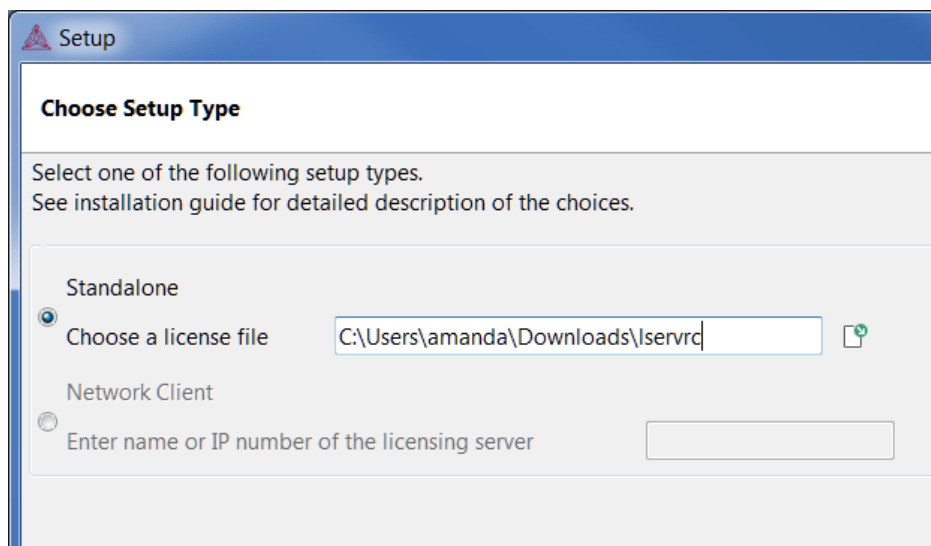 Setup
Choose Setup Type
Select one of the following setup types.
See installation guide for detailed description of the choices.
Standalone
Choose a license file C:\Users\amanda\Downloads\lservrc
Network Client
Enter name or IP number of the licensing server